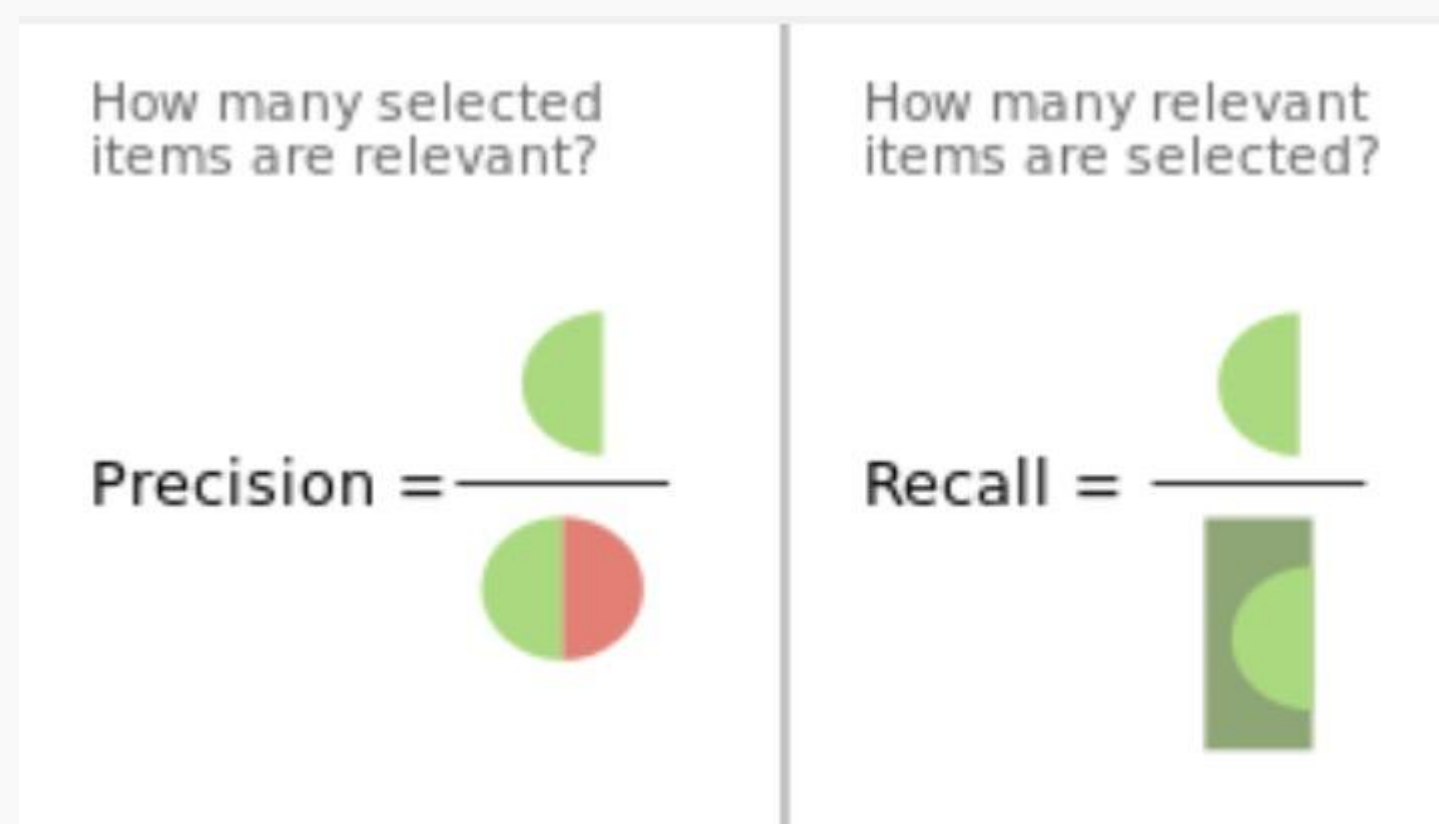 How many selected
items are relevant?
Precision =
How many relevant
items are selected?
Recall =